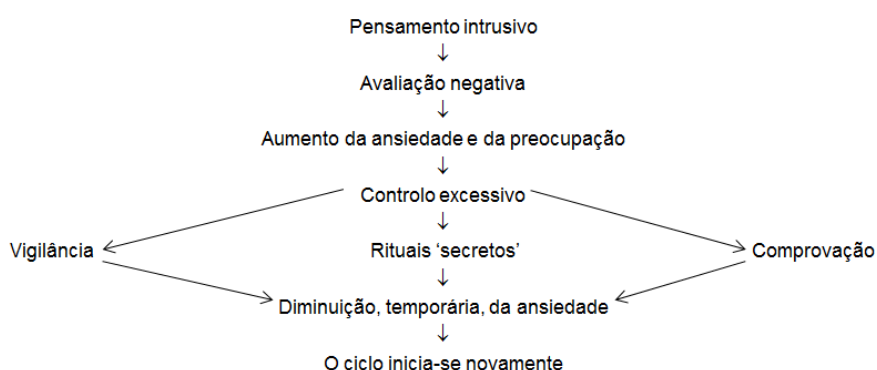 Pensamento intrusivo
↓
Avaliação negativa
↓
Aumento da ansiedade e da preocupação
↓
Controlo excessivo
↓
Vigilância Rituais ‘secretos’ Comprovação
↓
Diminuição, temporária, da ansiedade
↓
O ciclo inicia-se novamente